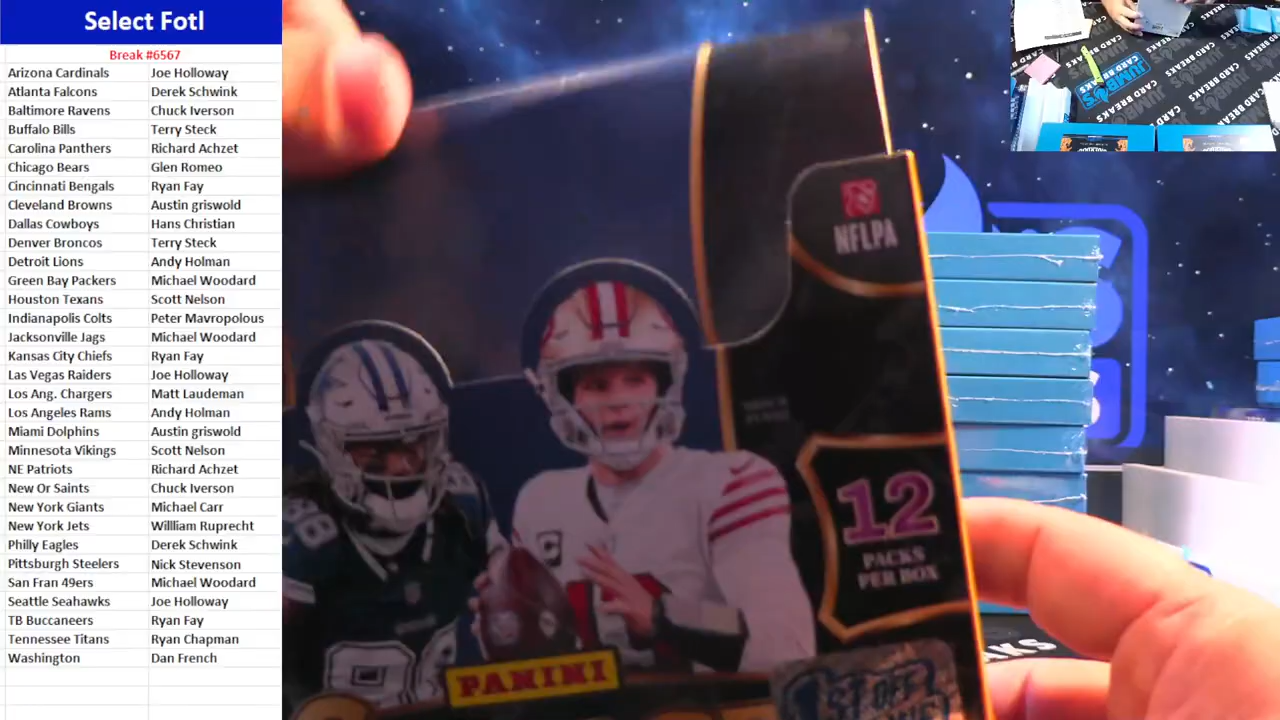 Select Fotl
Break #6567
Arizona Cardinals Joe Holloway
Atlanta Falcons Derek Schwink
Baltimore Ravens Chuck Iverson
Buffalo Bills Terry Steck
Carolina Panthers Richard Achzet
Chicago Bears Glen Romeo
Cincinnati Bengals Ryan Fay
Cleveland Browns Austin griswold
Dallas Cowboys Hans Christian
Denver Broncos Terry Steck
Detroit Lions Andy Holman
Green Bay Packers Michael Woodard
Houston Texans Scott Nelson
Indianapolis Colts Peter Mavropolous
Jacksonville Jags Michael Woodard
Kansas City Chiefs Ryan Fay
Las Vegas Raiders Joe Holloway
Los Ang. Chargers Matt Laudeman
Los Angeles Rams Andy Holman
Miami Dolphins Austin griswold
Minnesota Vikings Scott Nelson
NE Patriots Richard Achzet
New Or Saints Chuck Iverson
New York Giants Michael Carr
New York Jets Willliam Ruprecht
Philly Eagles Derek Schwink
Pittsburgh Steelers Nick Stevenson
San Fran 49ers Michael Woodard
Seattle Seahawks Joe Holloway
TB Buccaneers Ryan Fay
Tennessee Titans Ryan Chapman
Washington Dan French
NFLPA
12
PACKS
PER BOX
88
PANINI
1ST OFF
JUMBO'S
CARD BREAKS